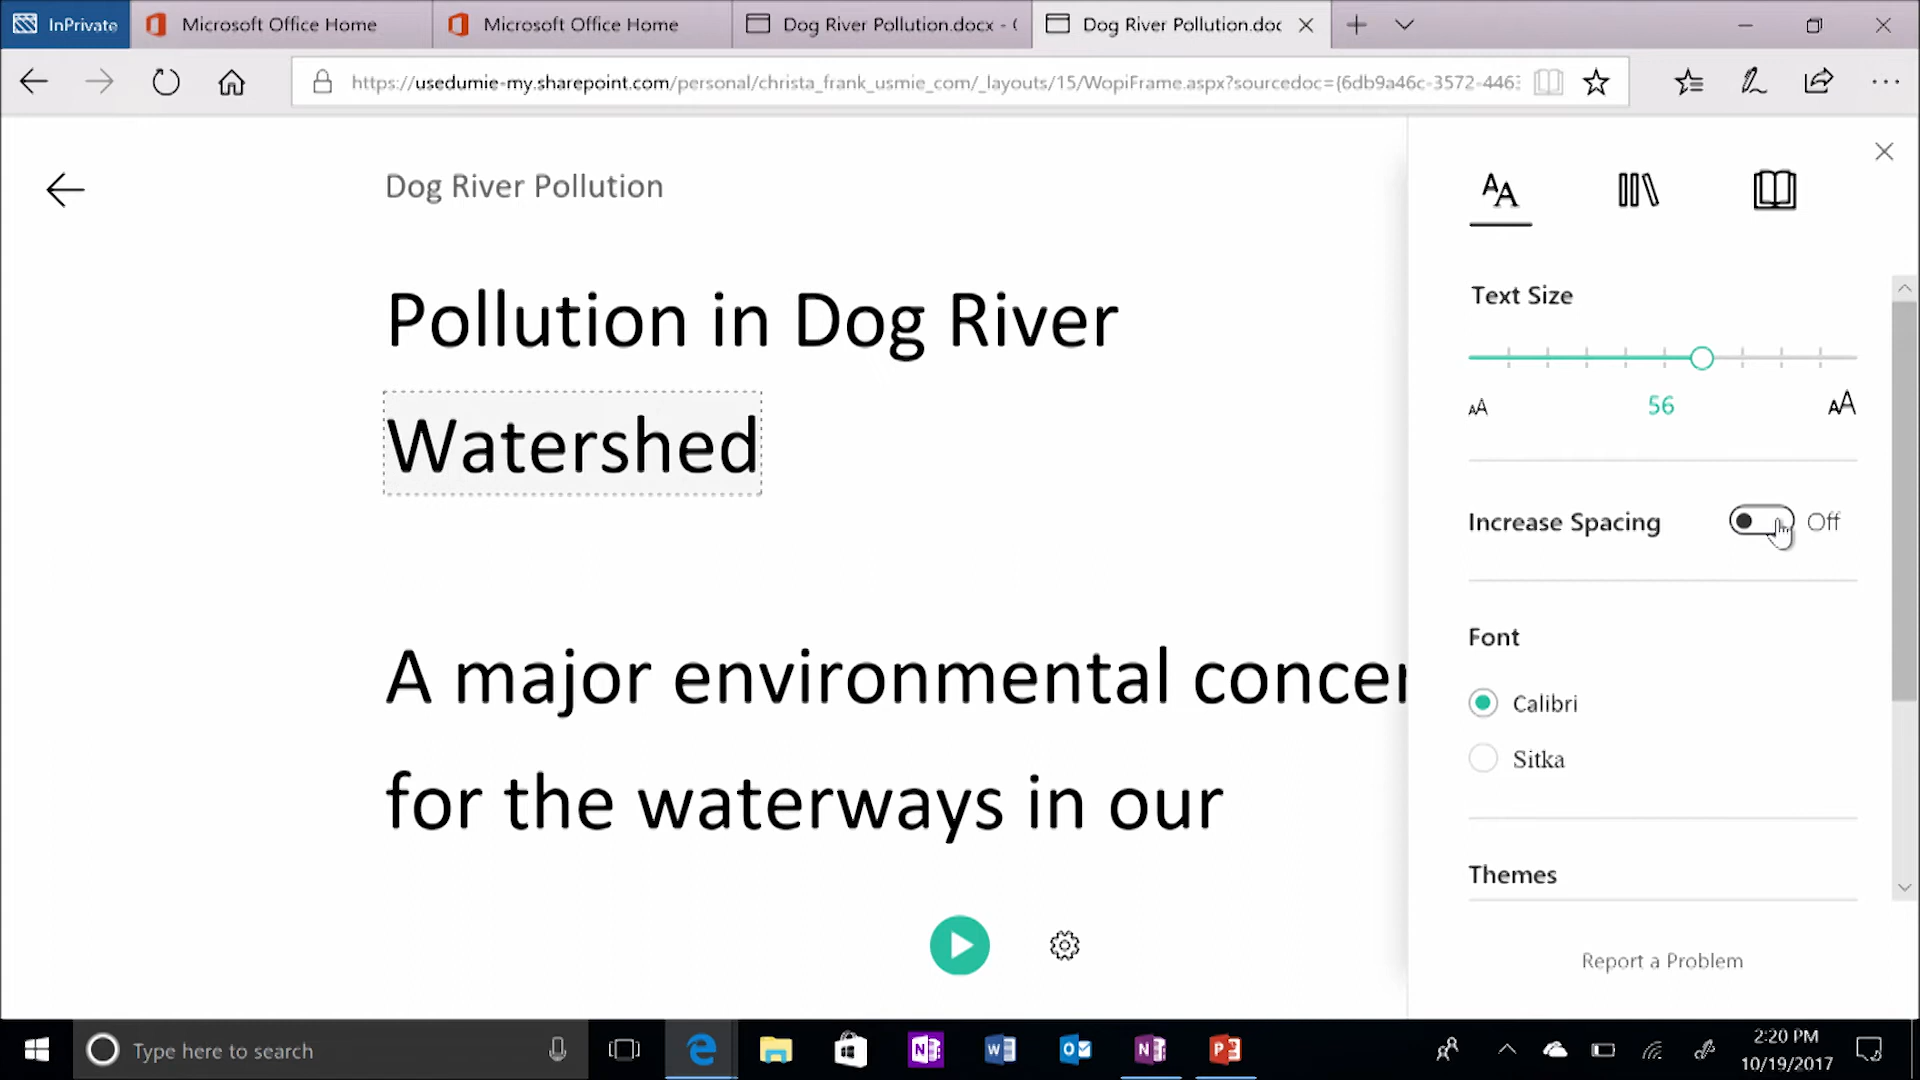 InPrivate
Microsoft Office Home
Microsoft Office Home
Dog River Pollution.docx - (
Dog River Pollution.doc
https://usedumie-my.sharepoint.com/personal/christa_frank_usmie_com/_layouts/15/WopiFrame.aspx?sourcedoc={6db9a46c-3572-446
Dog River Pollution
Pollution in Dog River
Watershed
A major environmental concer
for the waterways in our
AA
Text Size
AA
56
AA
Increase Spacing
Off
Font
Calibri
Sitka
Themes
Report a Problem
Type here to search
2:20 PM
10/19/2017